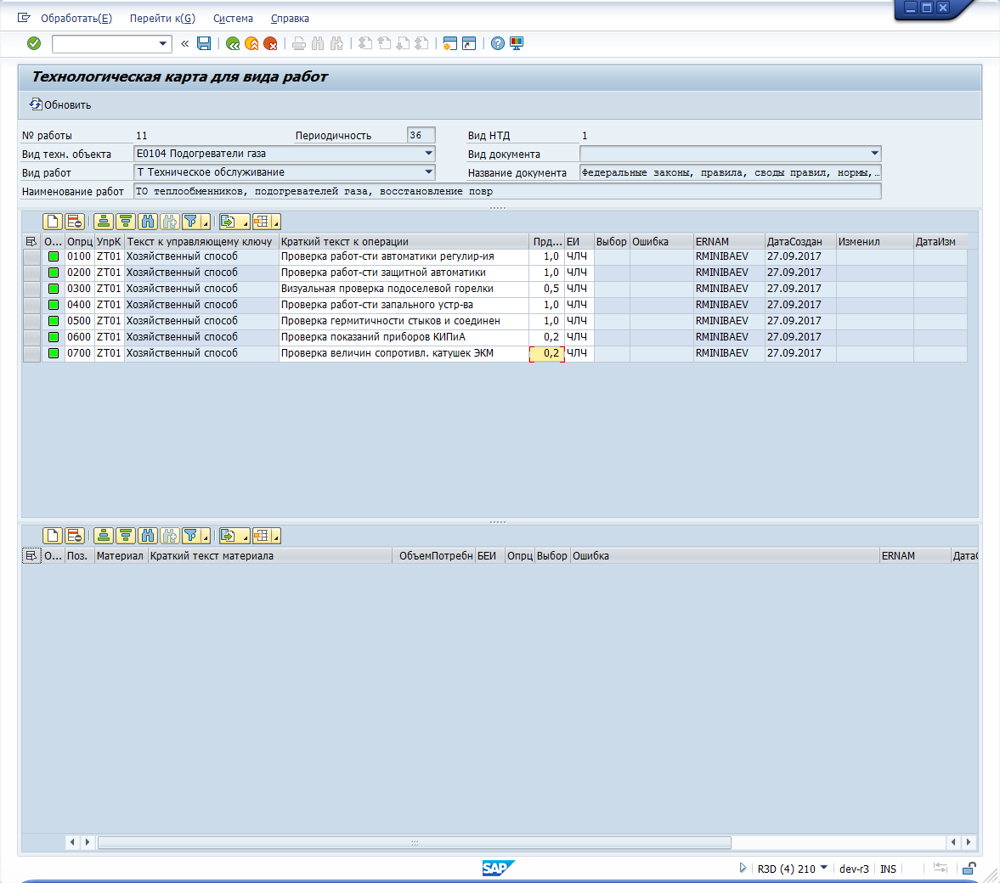 Обработать(E) Перейти к(G) Система Справка
Технологическая карта для вида работ
Обновить
№ работы 11 Периодичность 36 Вид НТД 1
Вид техн. объекта E0104 Подогреватели газа Вид документа
Вид работ T Техническое обслуживание Название документа Федеральные законы, правила, своды правил, нормы,…
Наименование работ ТО теплообменников, подогревателей газа, восстановление повр
О… Опрц УпрК Текст к управляющему ключу Краткий текст к операции Прд… ЕИ Выбор Ошибка ERNAM ДатаСоздан Изменил ДатаИзм
0100 ZT01 Хозяйственный способ Проверка работ-сти автоматики регулир-ия 1,0 ЧЛЧ RMINIBAEV 27.09.2017
0200 ZT01 Хозяйственный способ Проверка работ-сти защитной автоматики 1,0 ЧЛЧ RMINIBAEV 27.09.2017
0300 ZT01 Хозяйственный способ Визуальная проверка подоселевой горелки 0,5 ЧЛЧ RMINIBAEV 27.09.2017
0400 ZT01 Хозяйственный способ Проверка работ-сти запального устр-ва 1,0 ЧЛЧ RMINIBAEV 27.09.2017
0500 ZT01 Хозяйственный способ Проверка гермитичности стыков и соединен 1,0 ЧЛЧ RMINIBAEV 27.09.2017
0600 ZT01 Хозяйственный способ Проверка показаний приборов КИПиА 0,2 ЧЛЧ RMINIBAEV 27.09.2017
0700 ZT01 Хозяйственный способ Проверка величин сопротивл. катушек ЭКМ 0,2 ЧЛЧ RMINIBAEV 27.09.2017
О… Поз. Материал Краткий текст материала ОбъемПотребн БЕИ Опрц Выбор Ошибка ERNAM Дата
SAP R3D (4) 210 dev-r3 INS